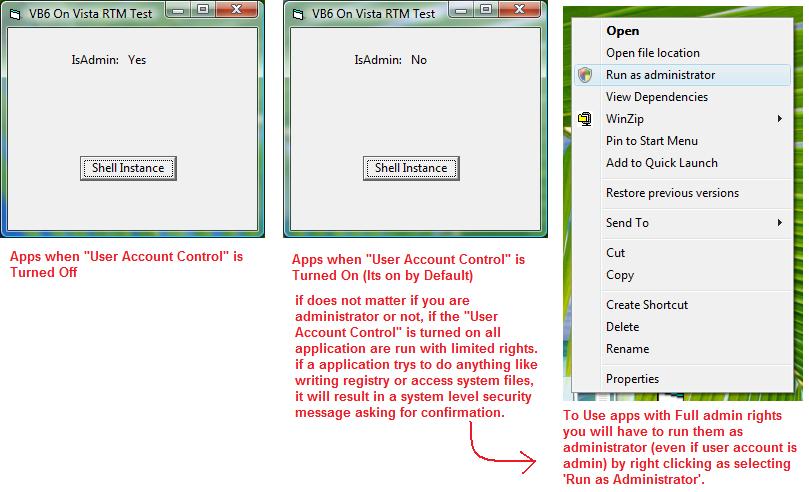 VB6 On Vista RTM Test
IsAdmin: Yes
Shell Instance
Apps when "User Account Control" is
Turned Off
VB6 On Vista RTM Test
IsAdmin: No
Shell Instance
Apps when "User Account Control" is
Turned On (Its on by Default)
if does not matter if you are
administrator or not, if the "User
Account Control" is turned on all
application are run with limited rights.
if a application trys to do anything like
writing registry or access system files,
it will result in a system level security
message asking for confirmation.
Open
Open file location
Run as administrator
View Dependencies
WinZip
Pin to Start Menu
Add to Quick Launch
Restore previous versions
Send To
Cut
Copy
Create Shortcut
Delete
Rename
Properties
To Use apps with Full admin rights
you will have to run them as
administrator (even if user account is
admin) by right clicking as selecting
'Run as Administrator'.